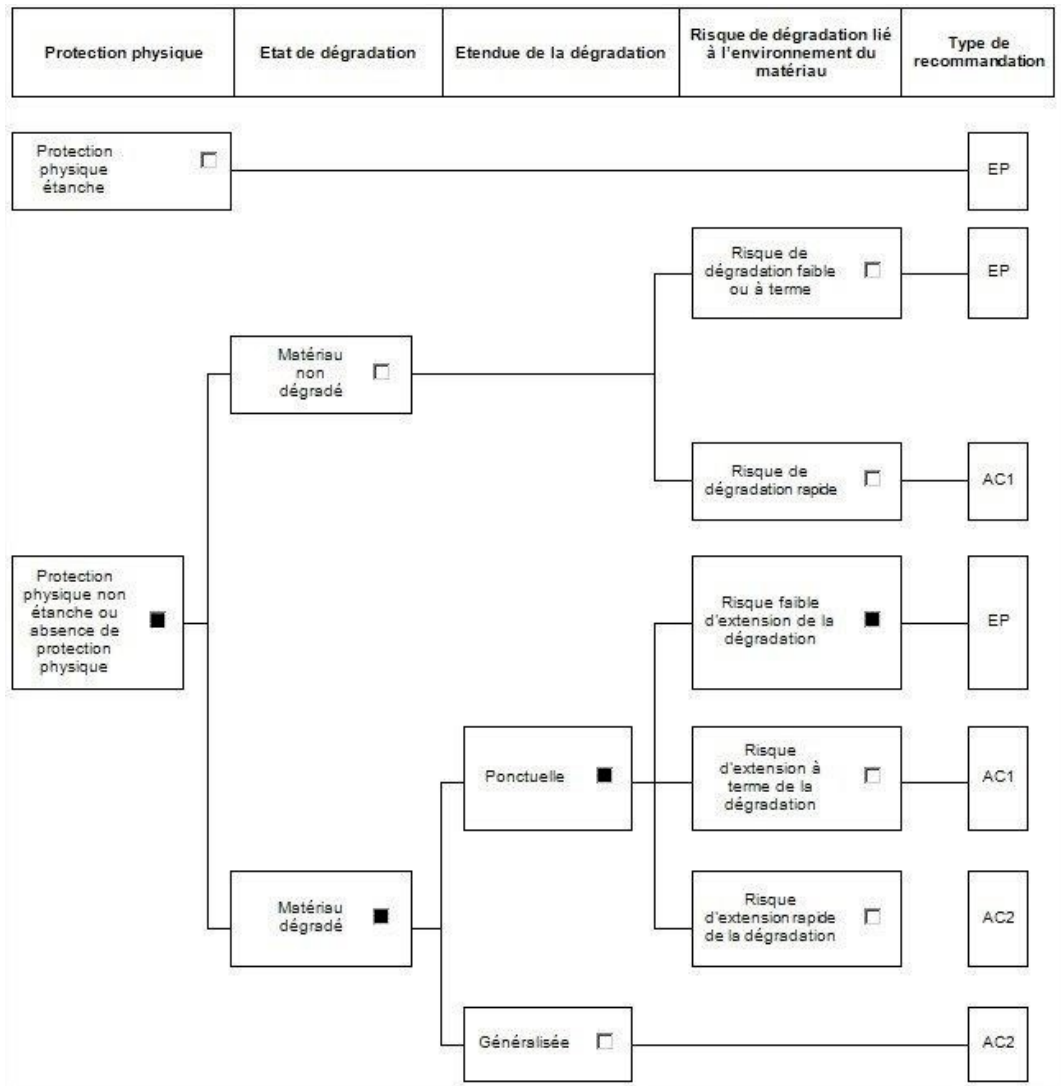 Protection physique
Etat de dégradation
Etendue de la dégradation
Risque de dégradation lié
à l'environnement du
matériau
Type de
recommandation
Protection
physique
étanche
EP
Risque de
dégradation faible
ou à terme
EP
Matériau
non
dégradé
Risque de
dégradation rapide
AC1
Protection
physique non
étanche ou
absence de
protection
physique
Risque faible
d'extension de la
dégradation
EP
Ponctuelle
Risque
d'extension à
terme de la
dégradation
AC1
Matériau
dégradé
Risque
d'extension rapide
de la dégradation
AC2
Généralisée
AC2